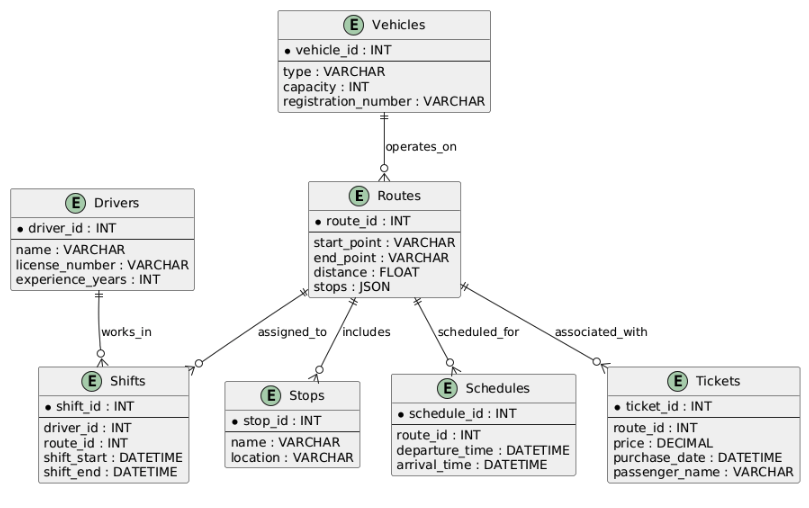 E Vehicles
* vehicle_id : INT
type : VARCHAR
capacity : INT
registration_number : VARCHAR
operates_on
E Drivers
* driver_id : INT
name : VARCHAR
license_number : VARCHAR
experience_years : INT
E Routes
* route_id : INT
start_point : VARCHAR
end_point : VARCHAR
distance : FLOAT
stops : JSON
works_in
assigned_to
includes
scheduled_for
associated_with
E Shifts
* shift_id : INT
driver_id : INT
route_id : INT
shift_start : DATETIME
shift_end : DATETIME
E Stops
* stop_id : INT
name : VARCHAR
location : VARCHAR
E Schedules
* schedule_id : INT
route_id : INT
departure_time : DATETIME
arrival_time : DATETIME
E Tickets
* ticket_id : INT
route_id : INT
price : DECIMAL
purchase_date : DATETIME
passenger_name : VARCHAR